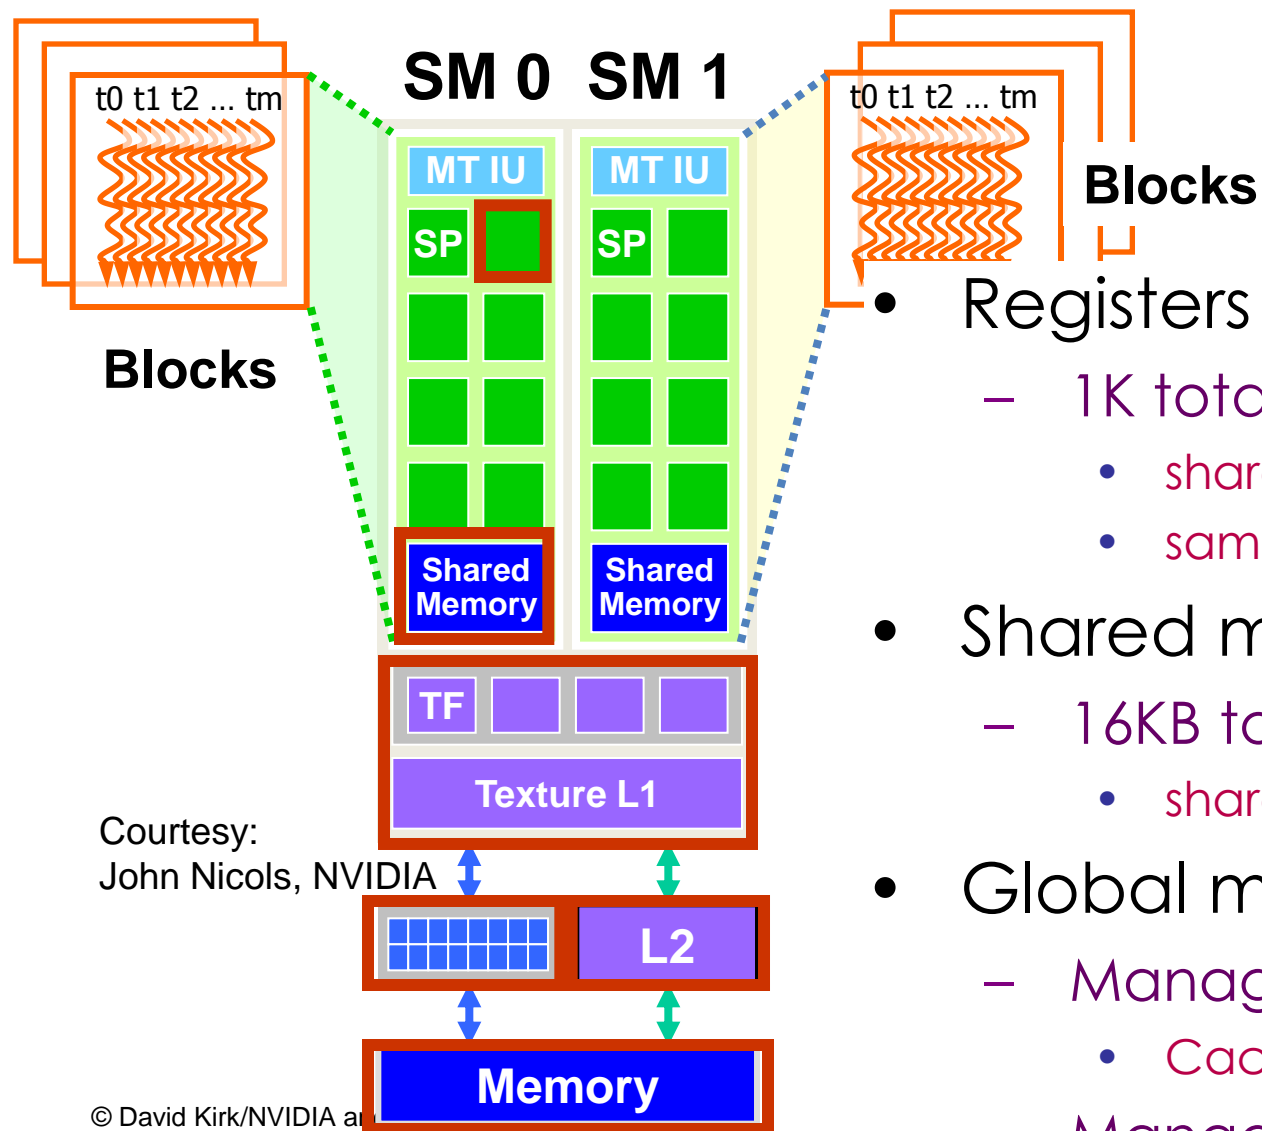 SM 0 SM 1
t0 t1 t2 ... tm
t0 t1 t2 ... tm
MT IU
MT IU
Blocks
SP
SP
Blocks
• Registers
– 1K
•
•
Shared Memory
Shared Memory
• Shared
– 16KB
•
TF
Texture L1
Courtesy:
John Nicols, NVIDIA
• Global
L2
–
•
Memory
© David Kirk/NVIDIA